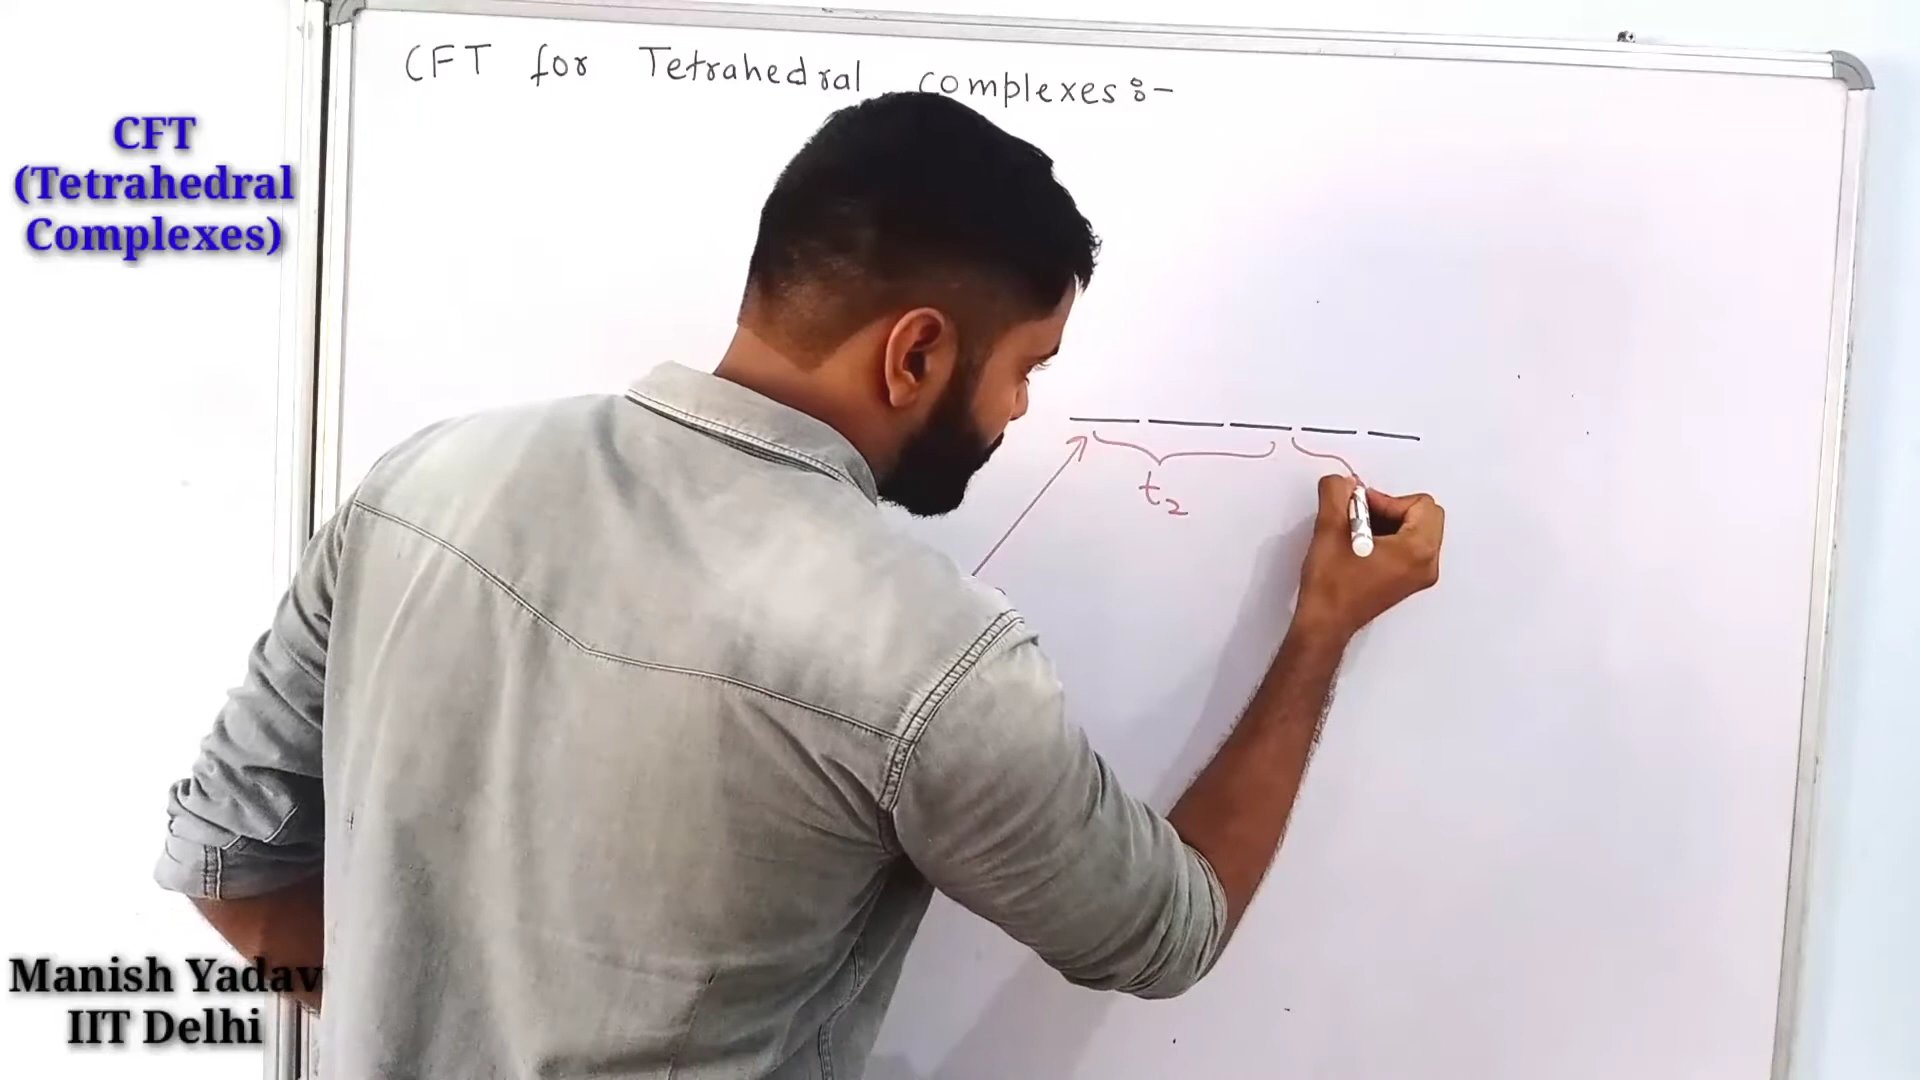 CFT for Tetrahedral complexes:-
CFT
(Tetrahedral
Complexes)
t₂
Manish Yadav
IIT Delhi